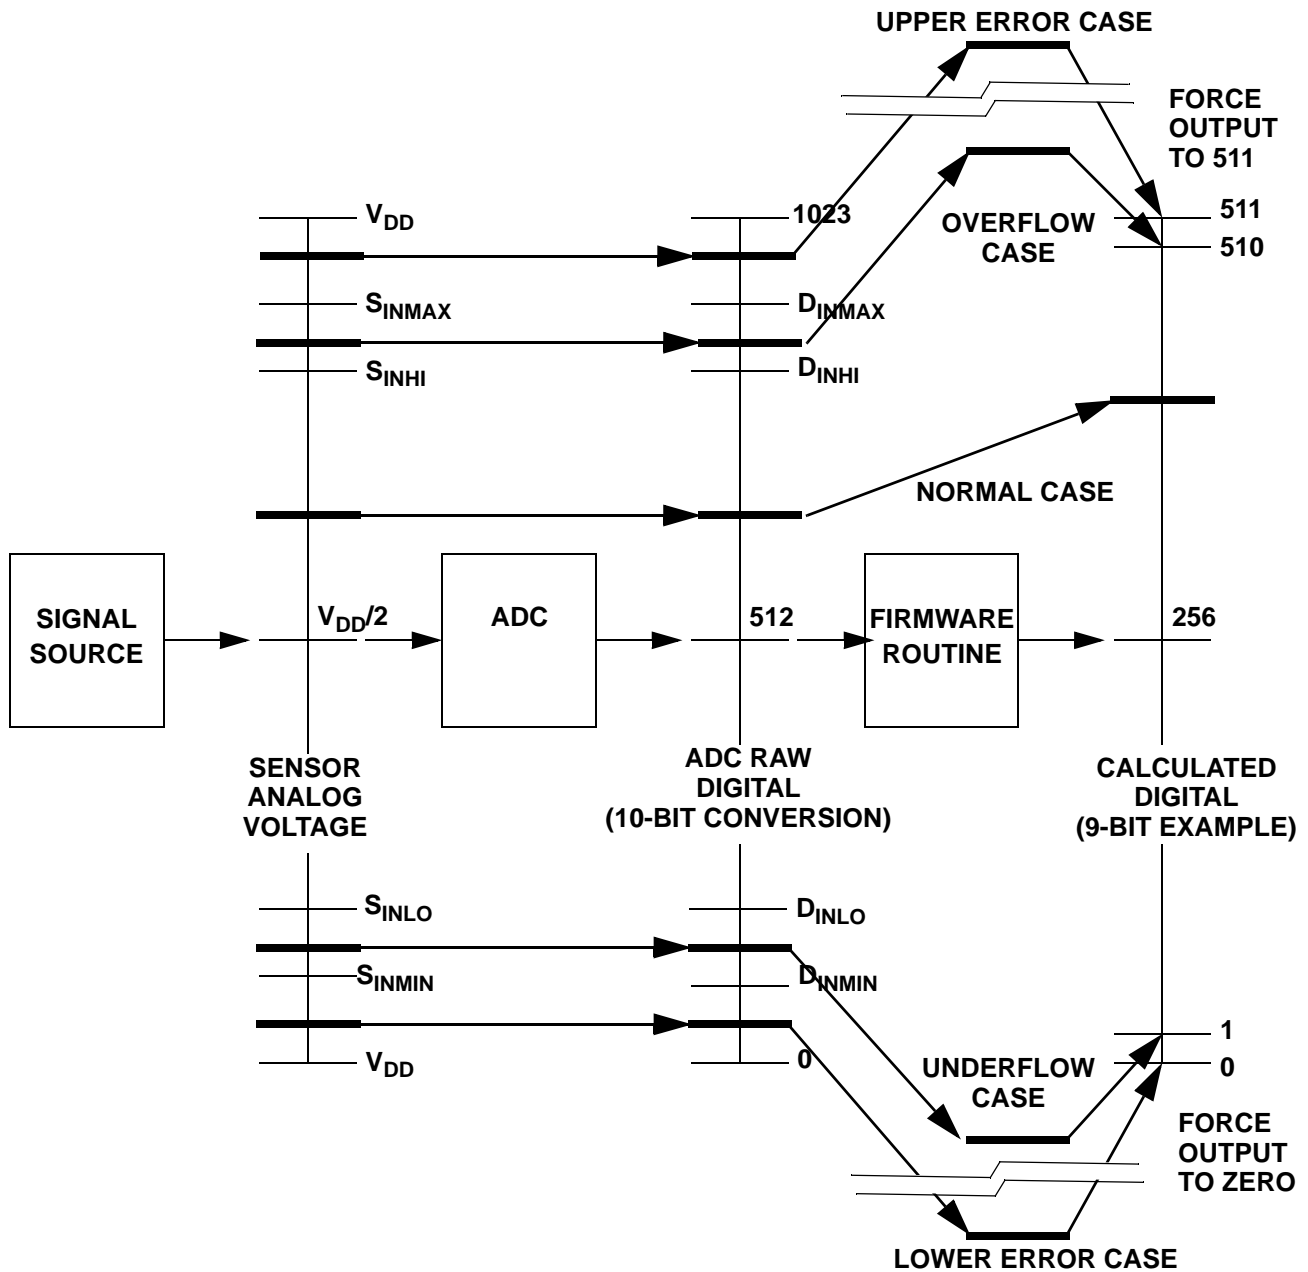 UPPER ERROR CASE
FORCE
OUTPUT
TO 511
VDD
1023
511
OVERFLOW
CASE
510
SINMAX
DINMAX
SINHI
DINHI
NORMAL CASE
SIGNAL
SOURCE
VDD/2
ADC
512
FIRMWARE
ROUTINE
256
SENSOR
ANALOG
VOLTAGE
ADC RAW
DIGITAL
(10-BIT CONVERSION)
CALCULATED
DIGITAL
(9-BIT EXAMPLE)
SINLO
DINLO
SINMIN
DINMIN
VDD
0
1
0
UNDERFLOW
CASE
FORCE
OUTPUT
TO ZERO
LOWER ERROR CASE